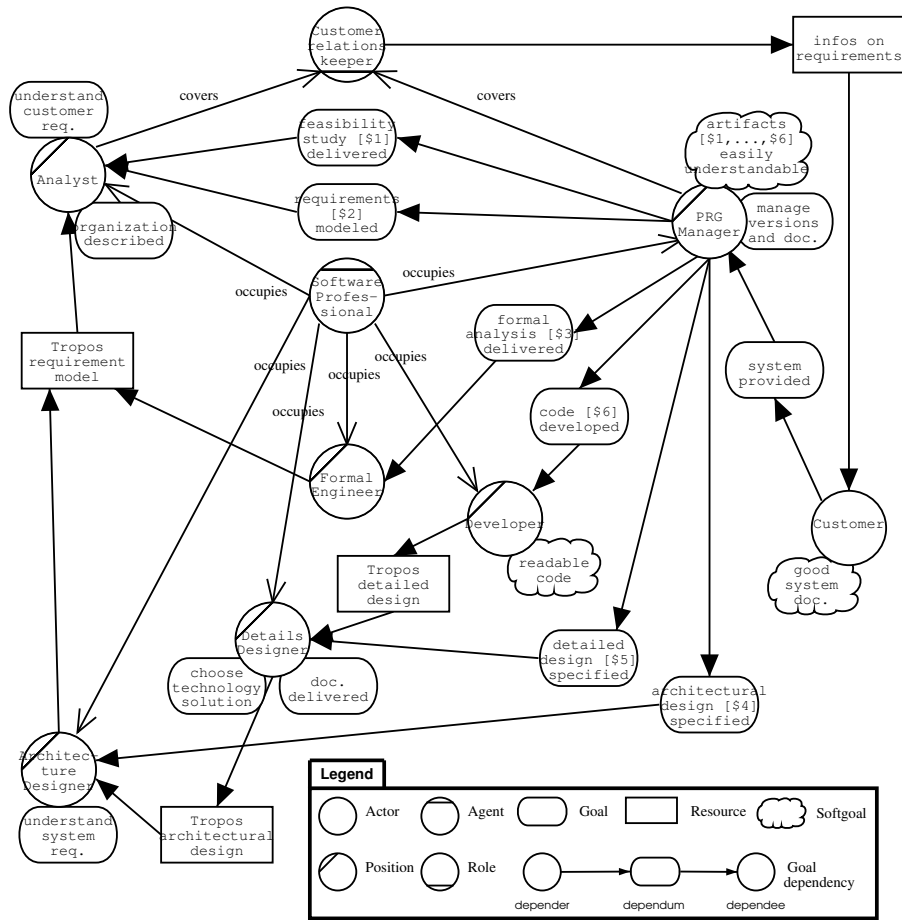 Customer
relations
keeper
infos on
requirements
understand
customer
req.
covers
covers
feasibility
study [$1]
delivered
artifacts
[$1,...,$6]
easily
understandable
Analyst
requirements
[$2]
modeled
PRG
Manager
manage
versions
and doc.
organization
described
occupies
Software
Profes-
sional
occupies
formal
analysis [$3]
delivered
Tropos
requirement
model
occupies
occupies
occupies
system
provided
occupies
code [$6]
developed
Formal
Engineer
Developer
Customer
readable
code
Tropos
detailed
design
good
system
doc.
Details
Designer
detailed
design [$5]
specified
choose
technology
solution
doc.
delivered
architectural
design [$4]
specified
Architec-
ture
Designer
understand
system
req.
Tropos
architectural
design
Legend
Actor
Agent
Goal
Resource
Softgoal
Position
Role
Goal
dependency
depender
dependum
dependee